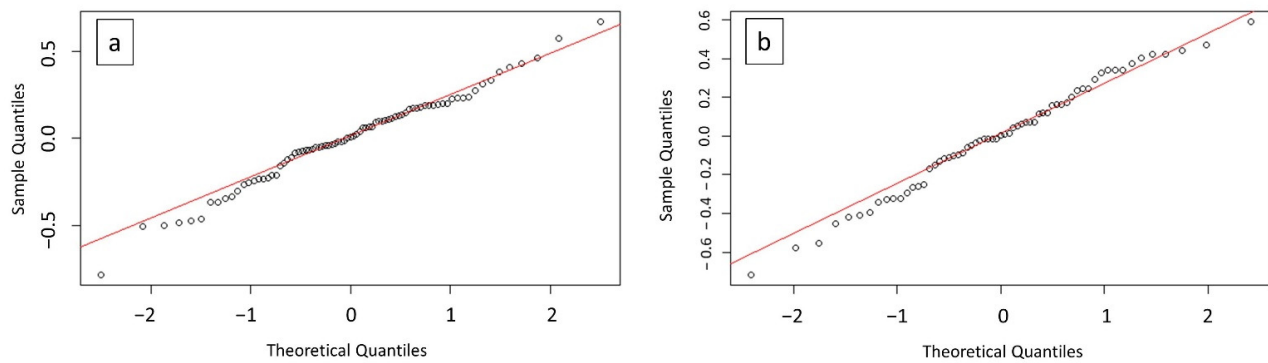 a
0.5
0.0
−0.5
Sample Quantiles
−2 −1 0 1 2
Theoretical Quantiles
b
0.6
0.4
0.2
0.0
− 0.2
− 0.4
− 0.6
Sample Quantiles
−2 −1 0 1 2
Theoretical Quantiles